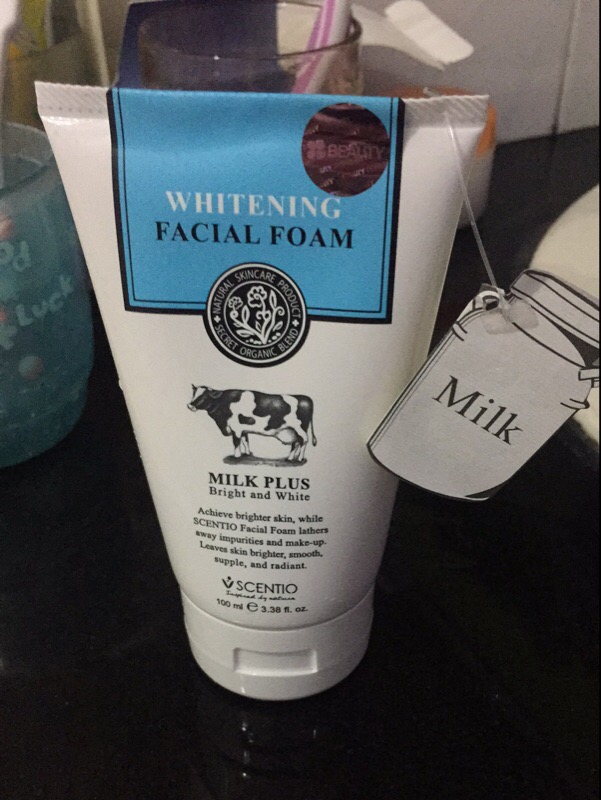 BEAUTY
WHITENING
FACIAL FOAM
NATURAL SKINCARE PRODUCT
SECRET ORGANIC BLEND
MILK PLUS
Bright and White
Achieve brighter skin, while
SCENTIO Facial Foam lathers
away impurities and make-up.
Leaves skin brighter, smooth,
supple, and radiant.
SCENTIO
Inspired by nature
100 ml ℮ 3.38 fl. oz.
Milk
Luck